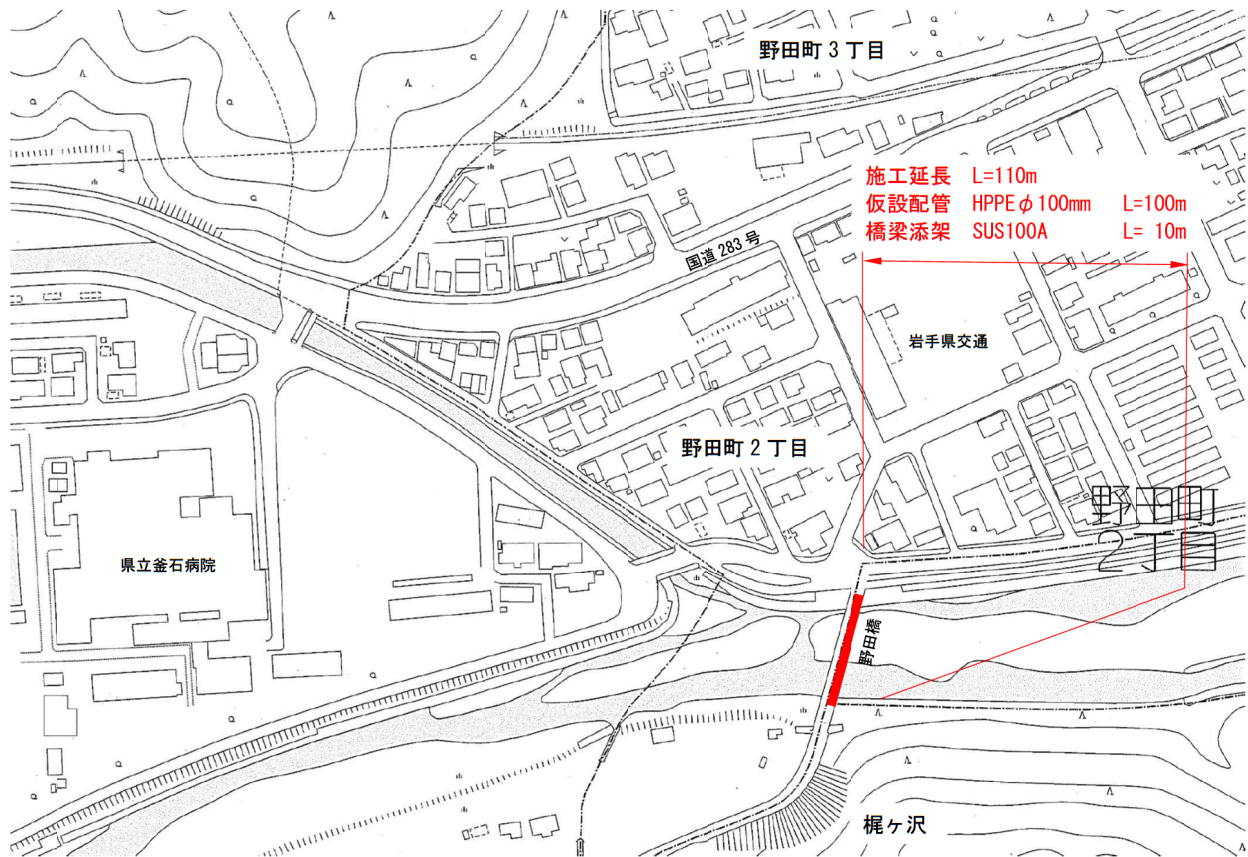 野田町３丁目
施工延長 L=110m
仮設配管 HPPEφ100mm L=100m
橋梁添架 SUS100A L= 10m
国道283号
岩手県交通
野田町２丁目
野田町
2丁目
県立釜石病院
野田橋
梶ヶ沢